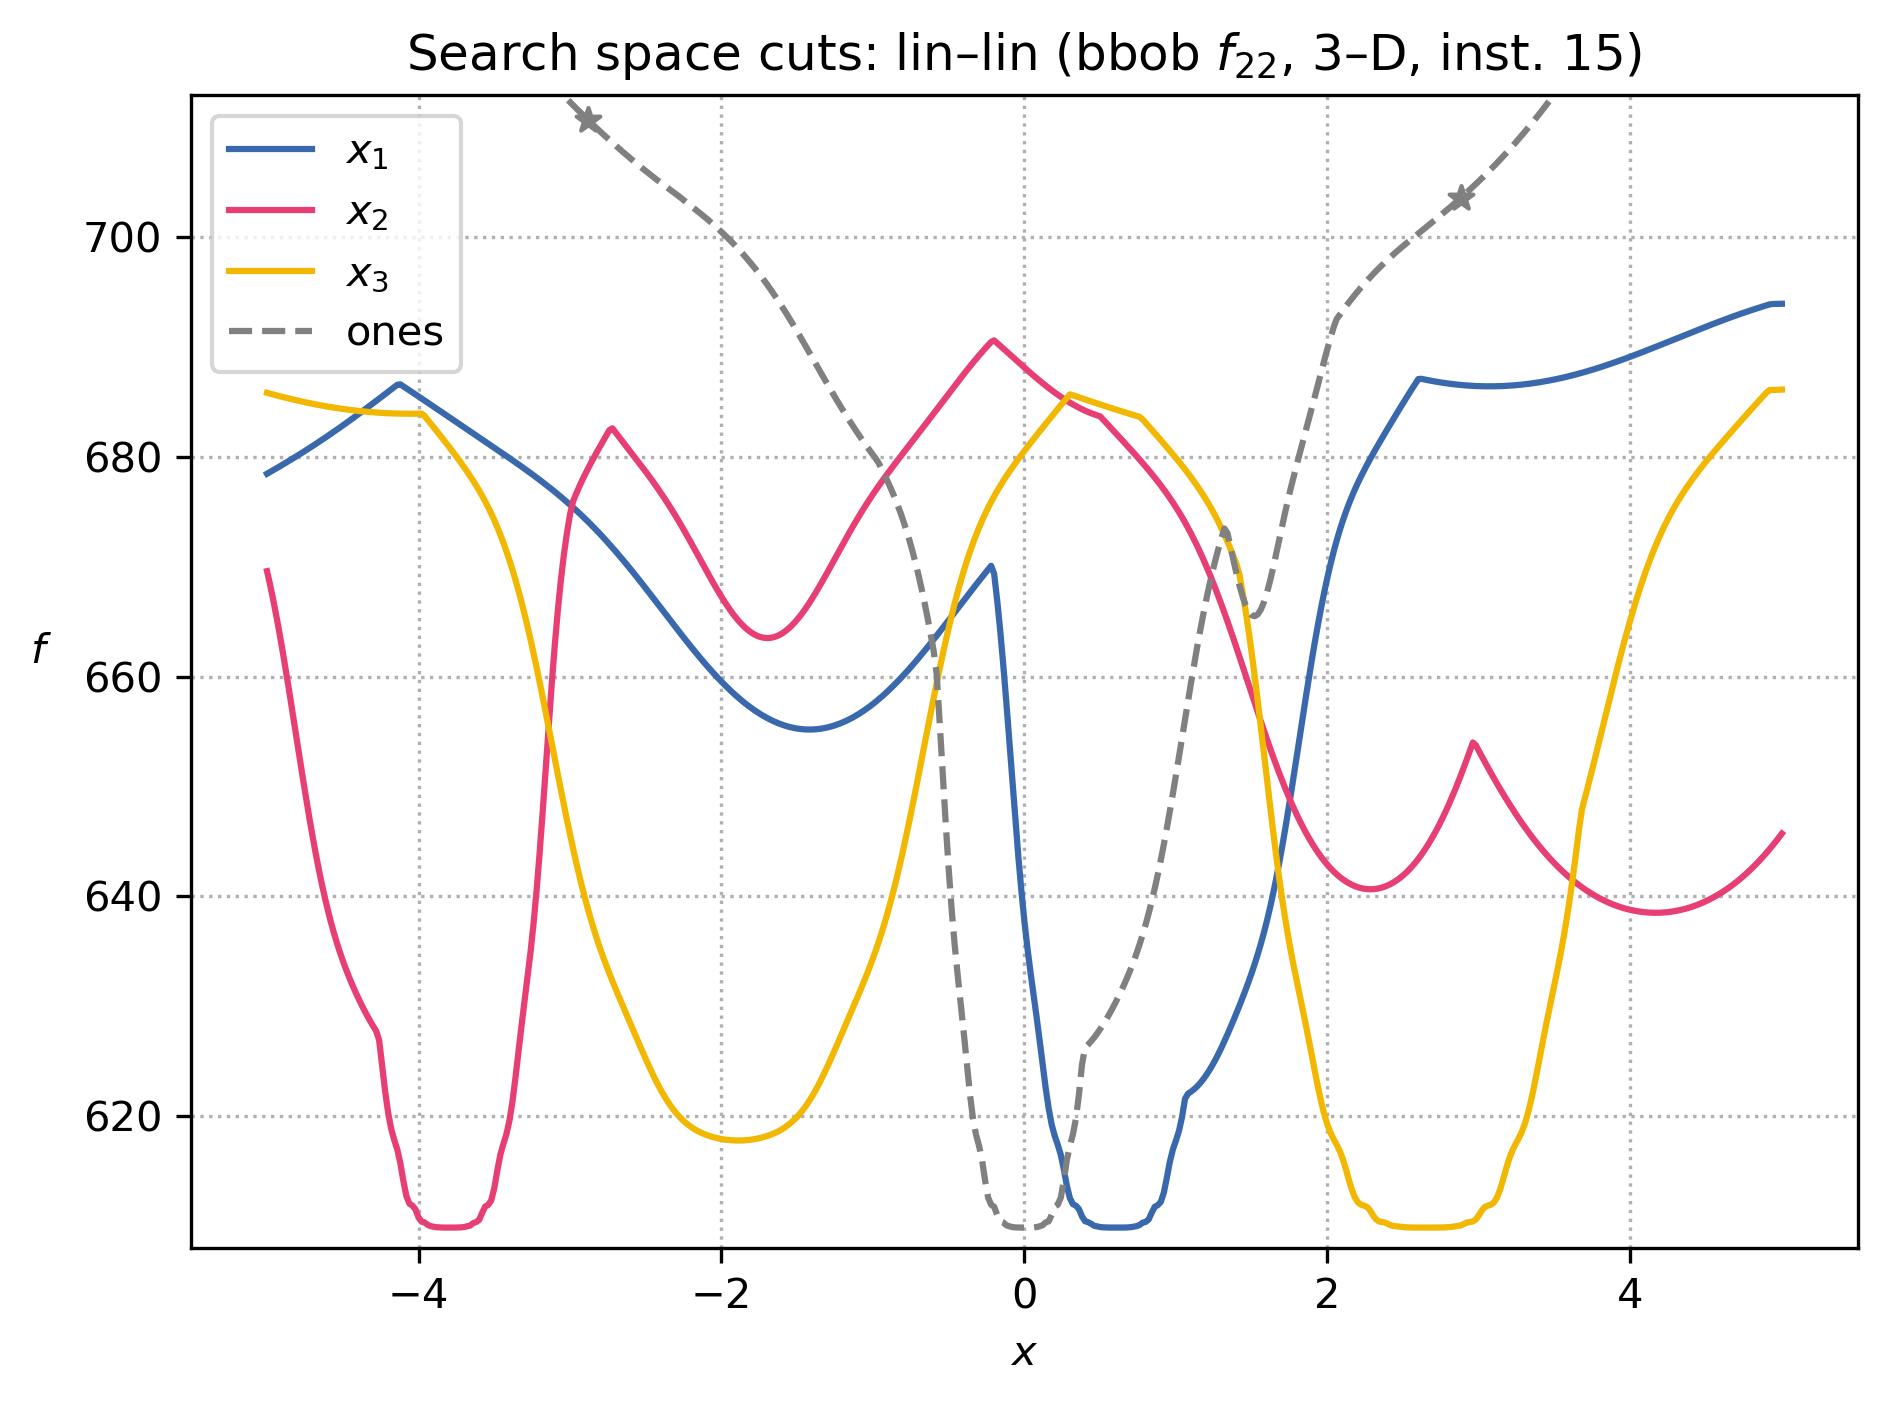 Search space cuts: lin–lin (bbob f₂₂, 3–D, inst. 15)
x₁
x₂
x₃
ones
700
680
660
640
620
f
−4
−2
0
2
4
x